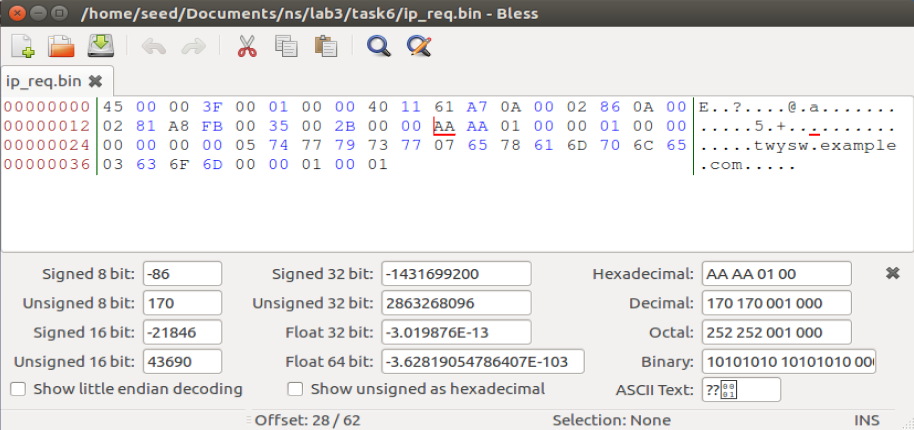 /home/seed/Documents/ns/lab3/task6/ip_req.bin - Bless
ip_req.bin
00000000 45 00 00 3F 00 01 00 00 40 11 61 A7 0A 00 02 86 0A 00 E..?....@.a.......
00000012 02 81 A8 FB 00 35 00 2B 00 00 AA AA 01 00 00 01 00 00 .....5.+..........
00000024 00 00 00 00 05 74 77 79 73 77 07 65 78 61 6D 70 6C 65 .....twysw.example
00000036 03 63 6F 6D 00 00 01 00 01 .com.....
Signed 8 bit: -86 Signed 32 bit: -1431699200 Hexadecimal: AA AA 01 00
Unsigned 8 bit: 170 Unsigned 32 bit: 2863268096 Decimal: 170 170 001 000
Signed 16 bit: -21846 Float 32 bit: -3.019876E-13 Octal: 252 252 001 000
Unsigned 16 bit: 43690 Float 64 bit: -3.62819054786407E-103 Binary: 10101010 10101010 000
Show little endian decoding Show unsigned as hexadecimal ASCII Text: ??
Offset: 28 / 62 Selection: None INS